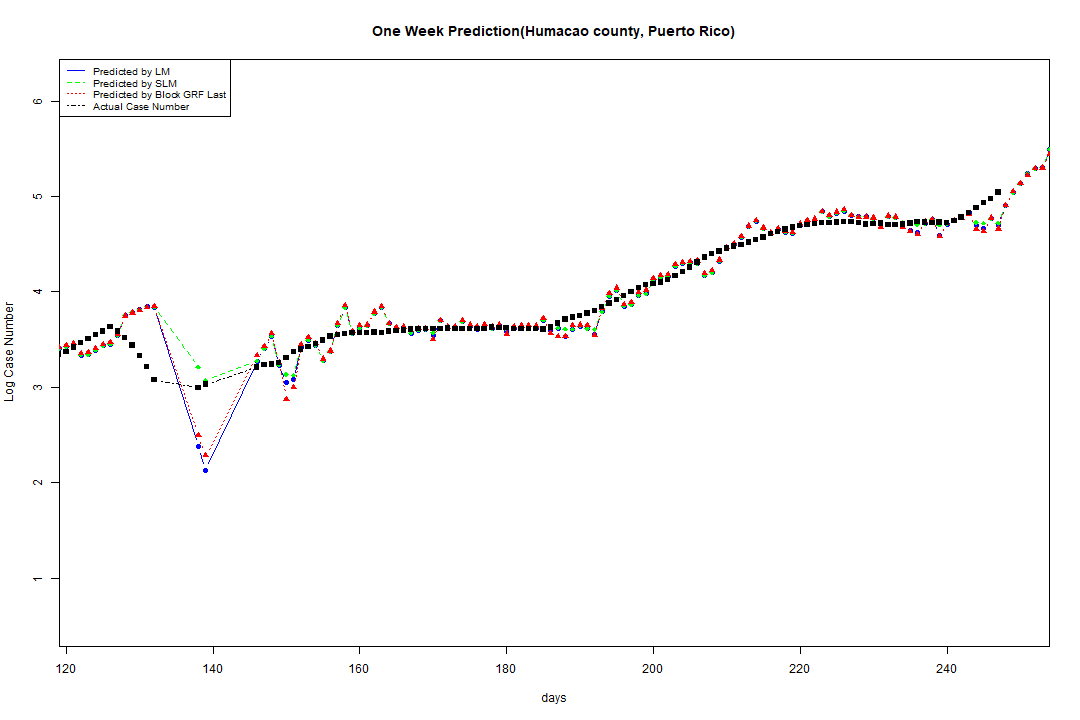 One Week Prediction(Humacao county, Puerto Rico)
Predicted by LM
Predicted by SLM
Predicted by Block GRF Last
Actual Case Number
Log Case Number
6
5
4
3
2
1
120 140 160 180 200 220 240
days